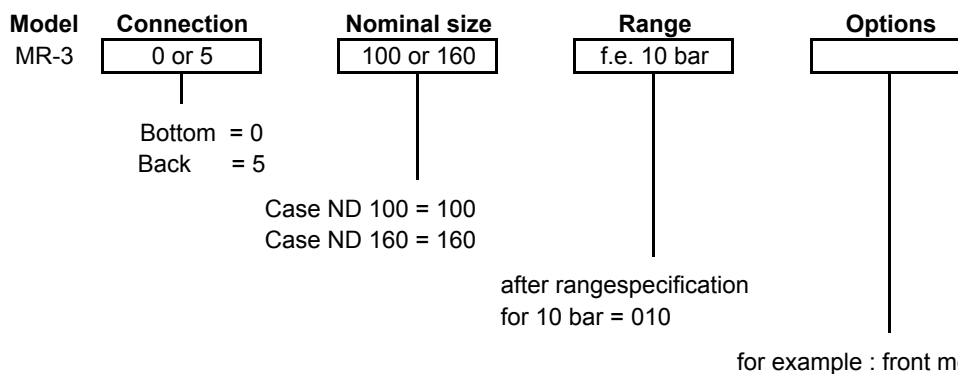 Model Connection Nominal size Range Options
MR-3 0 or 5 100 or 160 f.e. 10 bar
Bottom = 0
Back = 5
Case ND 100 = 100
Case ND 160 = 160
after rangespecification
for 10 bar = 010
for example : front